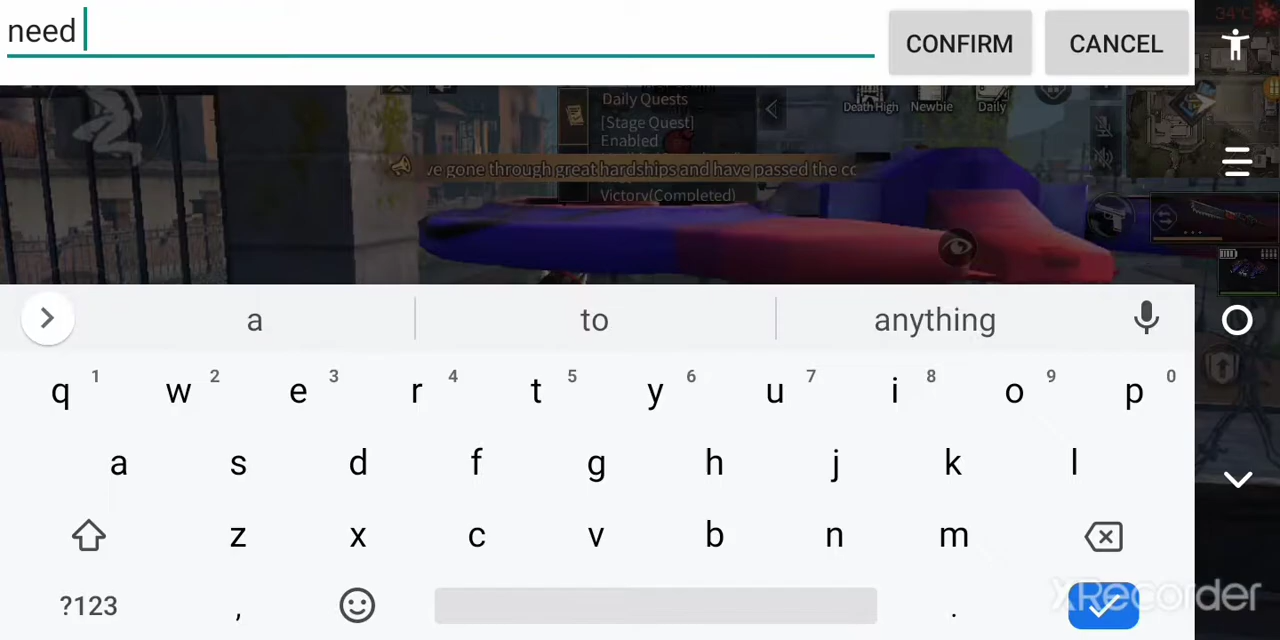 need
CONFIRM
CANCEL
34°C
Daily Quests
[Stage Quest]
Enabled
Death High
Newbie
Daily
ve gone through great hardships and have passed the cc
Victory(Completed)
a
to
anything
q 1 w 2 e 3 r 4 t 5 y 6 u 7 i 8 o 9 p 0
a s d f g h j k l
z x c v b n m
?123 , .
XRecorder